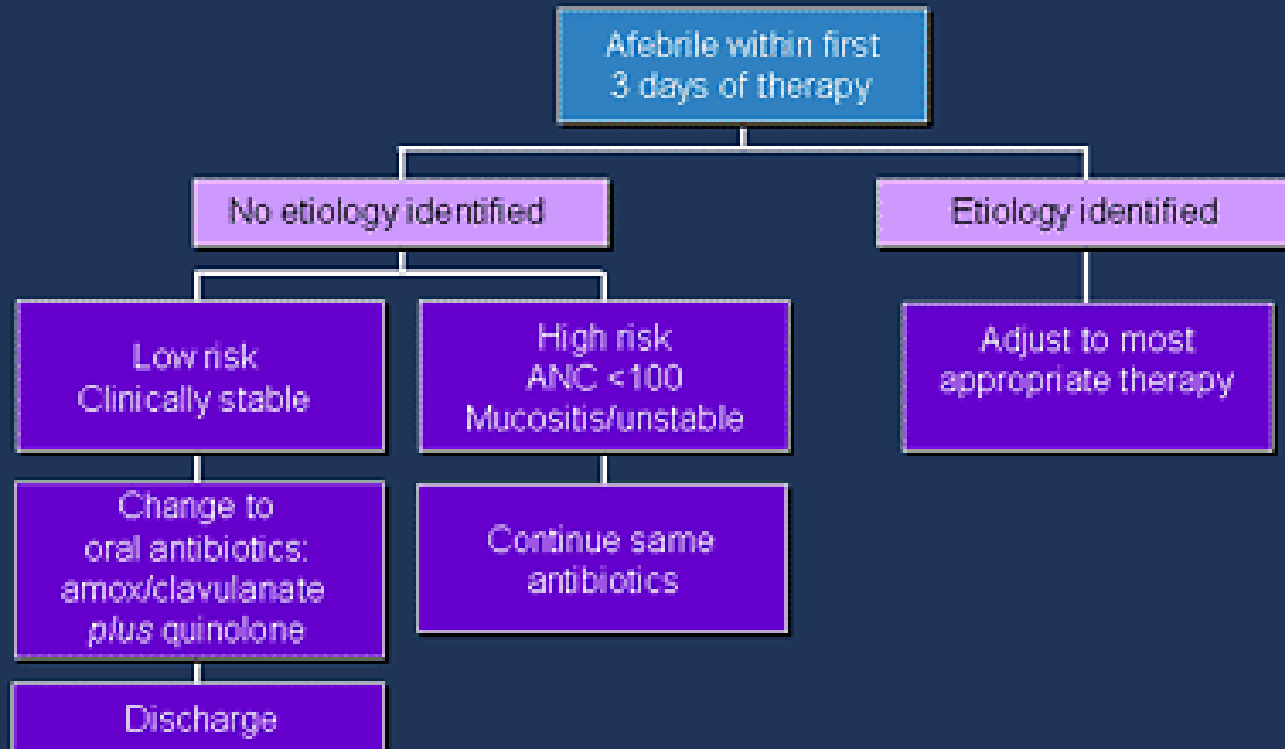 Afebrile within first
3 days of therapy
No etiology identified
Etiology identified
Low risk
Clinically stable
High risk
ANC <100
Mucositis/unstable
Adjust to most
appropriate therapy
Change to
oral antibiotics:
amox/clavulanate
plus quinolone
Continue same
antibiotics
Discharge